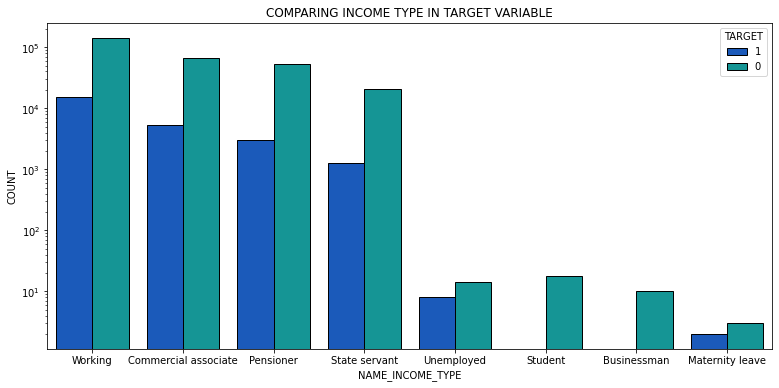 COMPARING INCOME TYPE IN TARGET VARIABLE
TARGET
1
0
10^5
10^4
10^3
10^2
10^1
COUNT
Working Commercial associate Pensioner State servant Unemployed Student Businessman Maternity leave
NAME_INCOME_TYPE